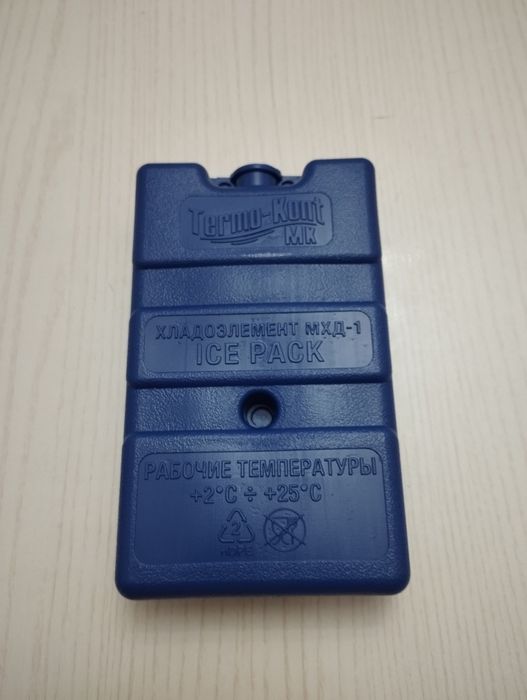 Termo-Kont
MK
ХЛАДОЭЛЕМЕНТ МХД-1
ICE PACK
РАБОЧИЕ ТЕМПЕРАТУРЫ
+2°C ÷ +25°C
2
HDPE